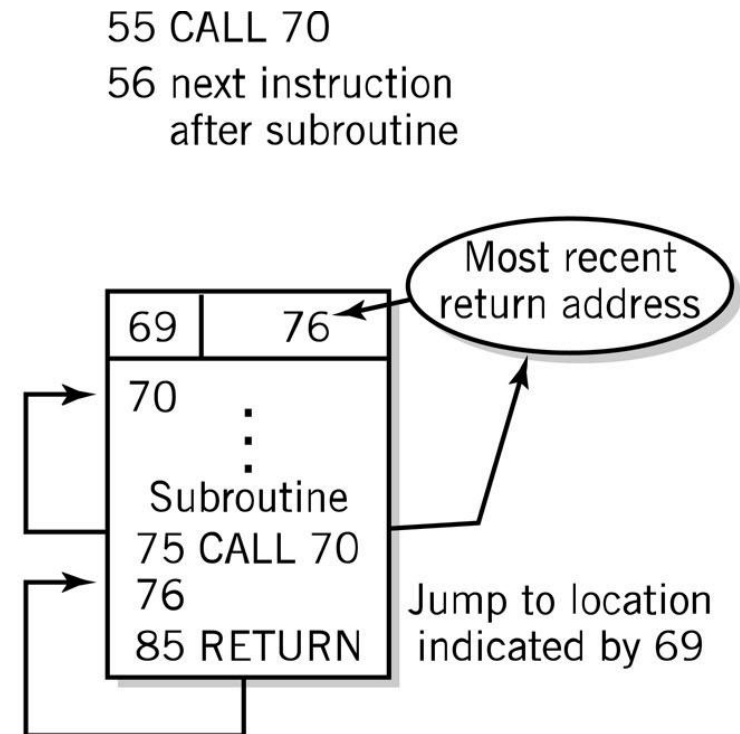 55 CALL 70
56 next instruction
after subroutine
Most recent
return address
69 76
70
Subroutine
75 CALL 70
76
85 RETURN
Jump to location
indicated by 69